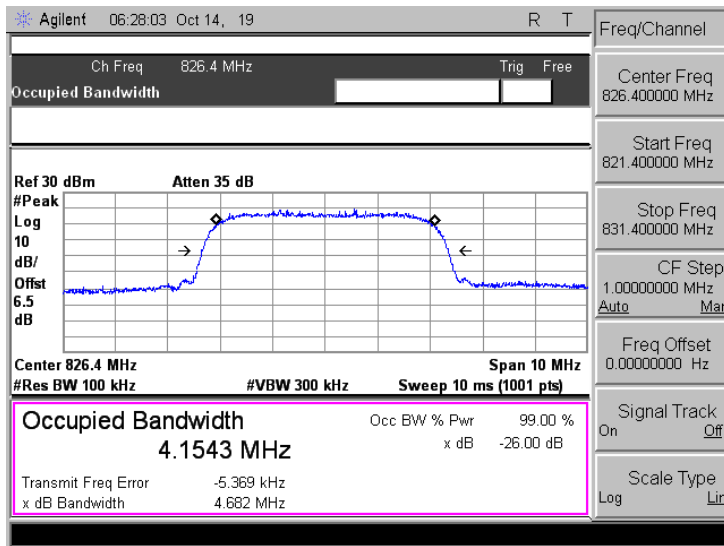 Agilent 06:28:03 Oct 14, 19 R T
Ch Freq 826.4 MHz Trig Free
Occupied Bandwidth
Ref 30 dBm Atten 35 dB
#Peak
Log
10
dB/
Offst
6.5
dB
Center 826.4 MHz Span 10 MHz
#Res BW 100 kHz #VBW 300 kHz Sweep 10 ms (1001 pts)
Occupied Bandwidth
4.1543 MHz
Occ BW % Pwr 99.00 %
x dB -26.00 dB
Transmit Freq Error -5.369 kHz
x dB Bandwidth 4.682 MHz
Freq/Channel
Center Freq
826.400000 MHz
Start Freq
821.400000 MHz
Stop Freq
831.400000 MHz
CF Step
1.00000000 MHz
Auto Mar
Freq Offset
0.00000000 Hz
Signal Track
On Off
Scale Type
Log Lin